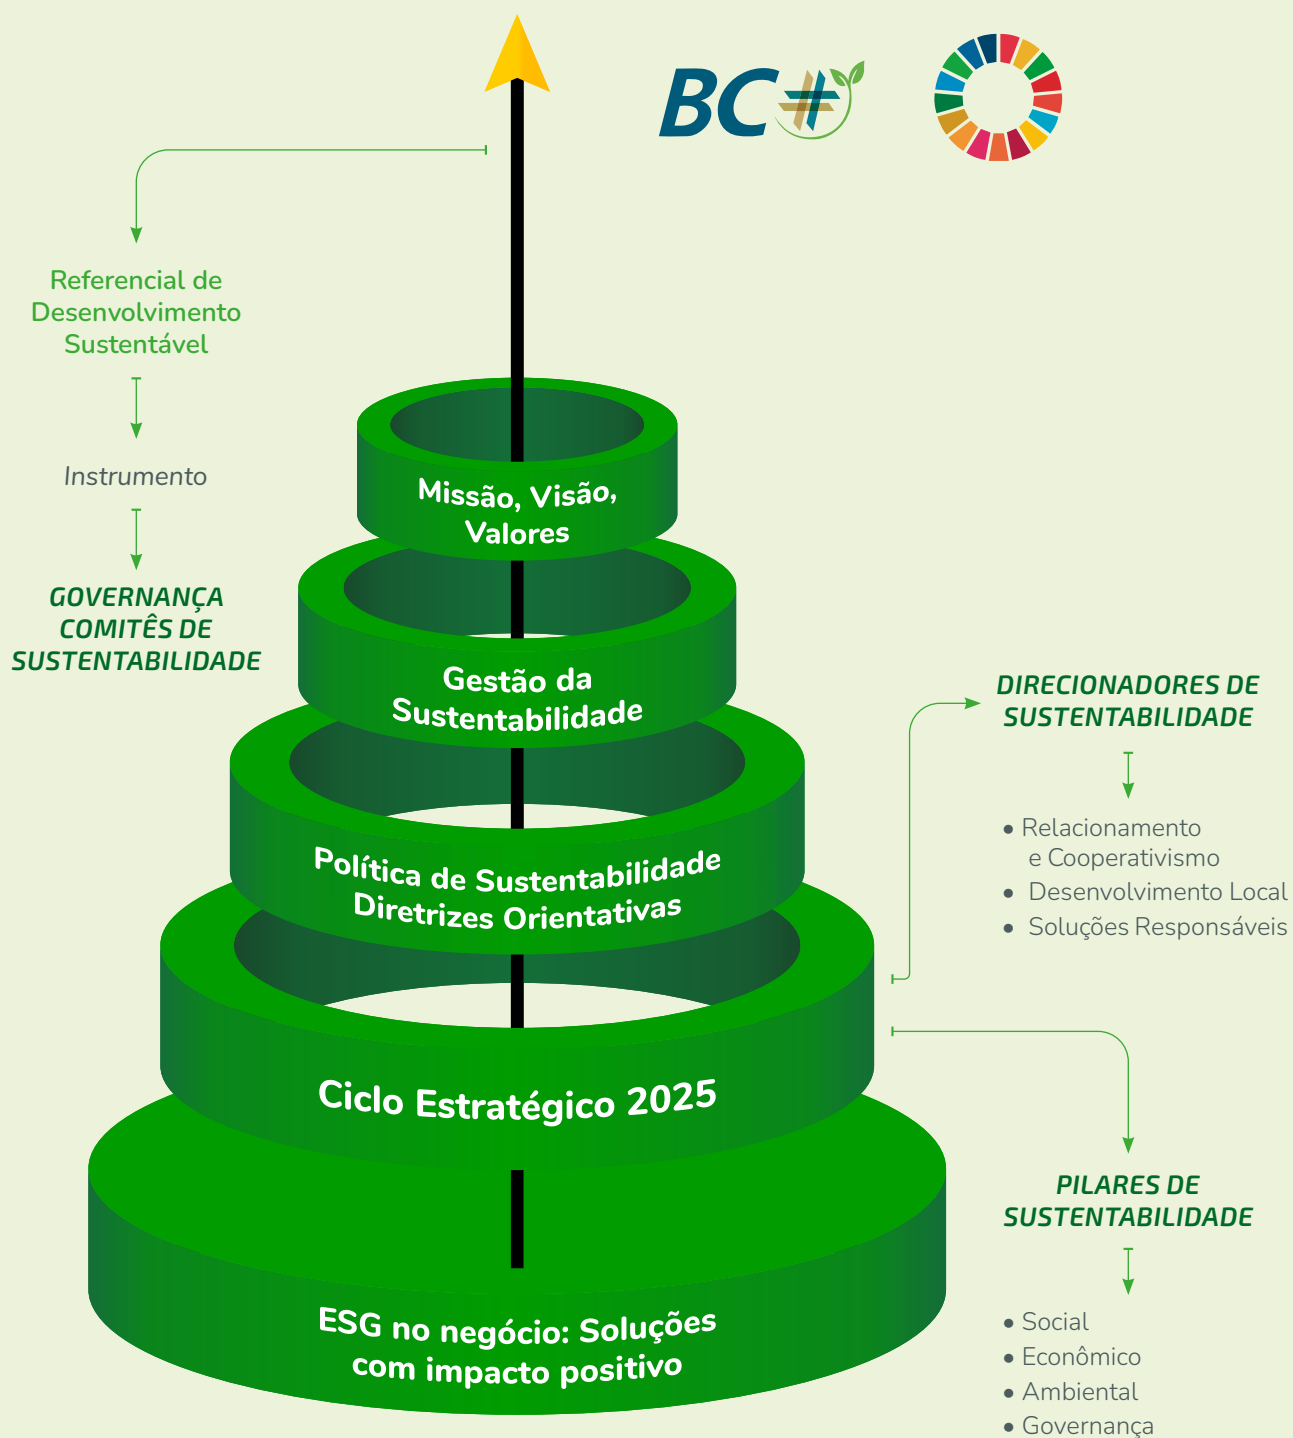 BC#
Referencial de
Desenvolvimento
Sustentável
Instrumento
GOVERNANÇA
COMITÊS DE
SUSTENTABILIDADE
Missão, Visão,
Valores
Gestão da
Sustentabilidade
Política de Sustentabilidade
Diretrizes Orientativas
Ciclo Estratégico 2025
ESG no negócio: Soluções
com impacto positivo
DIRECIONADORES DE
SUSTENTABILIDADE
• Relacionamento
e Cooperativismo
• Desenvolvimento Local
• Soluções Responsáveis
PILARES DE
SUSTENTABILIDADE
• Social
• Econômico
• Ambiental
• Governança